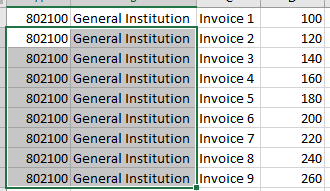 802100 General Institution Invoice 1 100
802100 General Institution Invoice 2 120
802100 General Institution Invoice 3 140
802100 General Institution Invoice 4 160
802100 General Institution Invoice 5 180
802100 General Institution Invoice 6 200
802100 General Institution Invoice 7 220
802100 General Institution Invoice 8 240
802100 General Institution Invoice 9 260